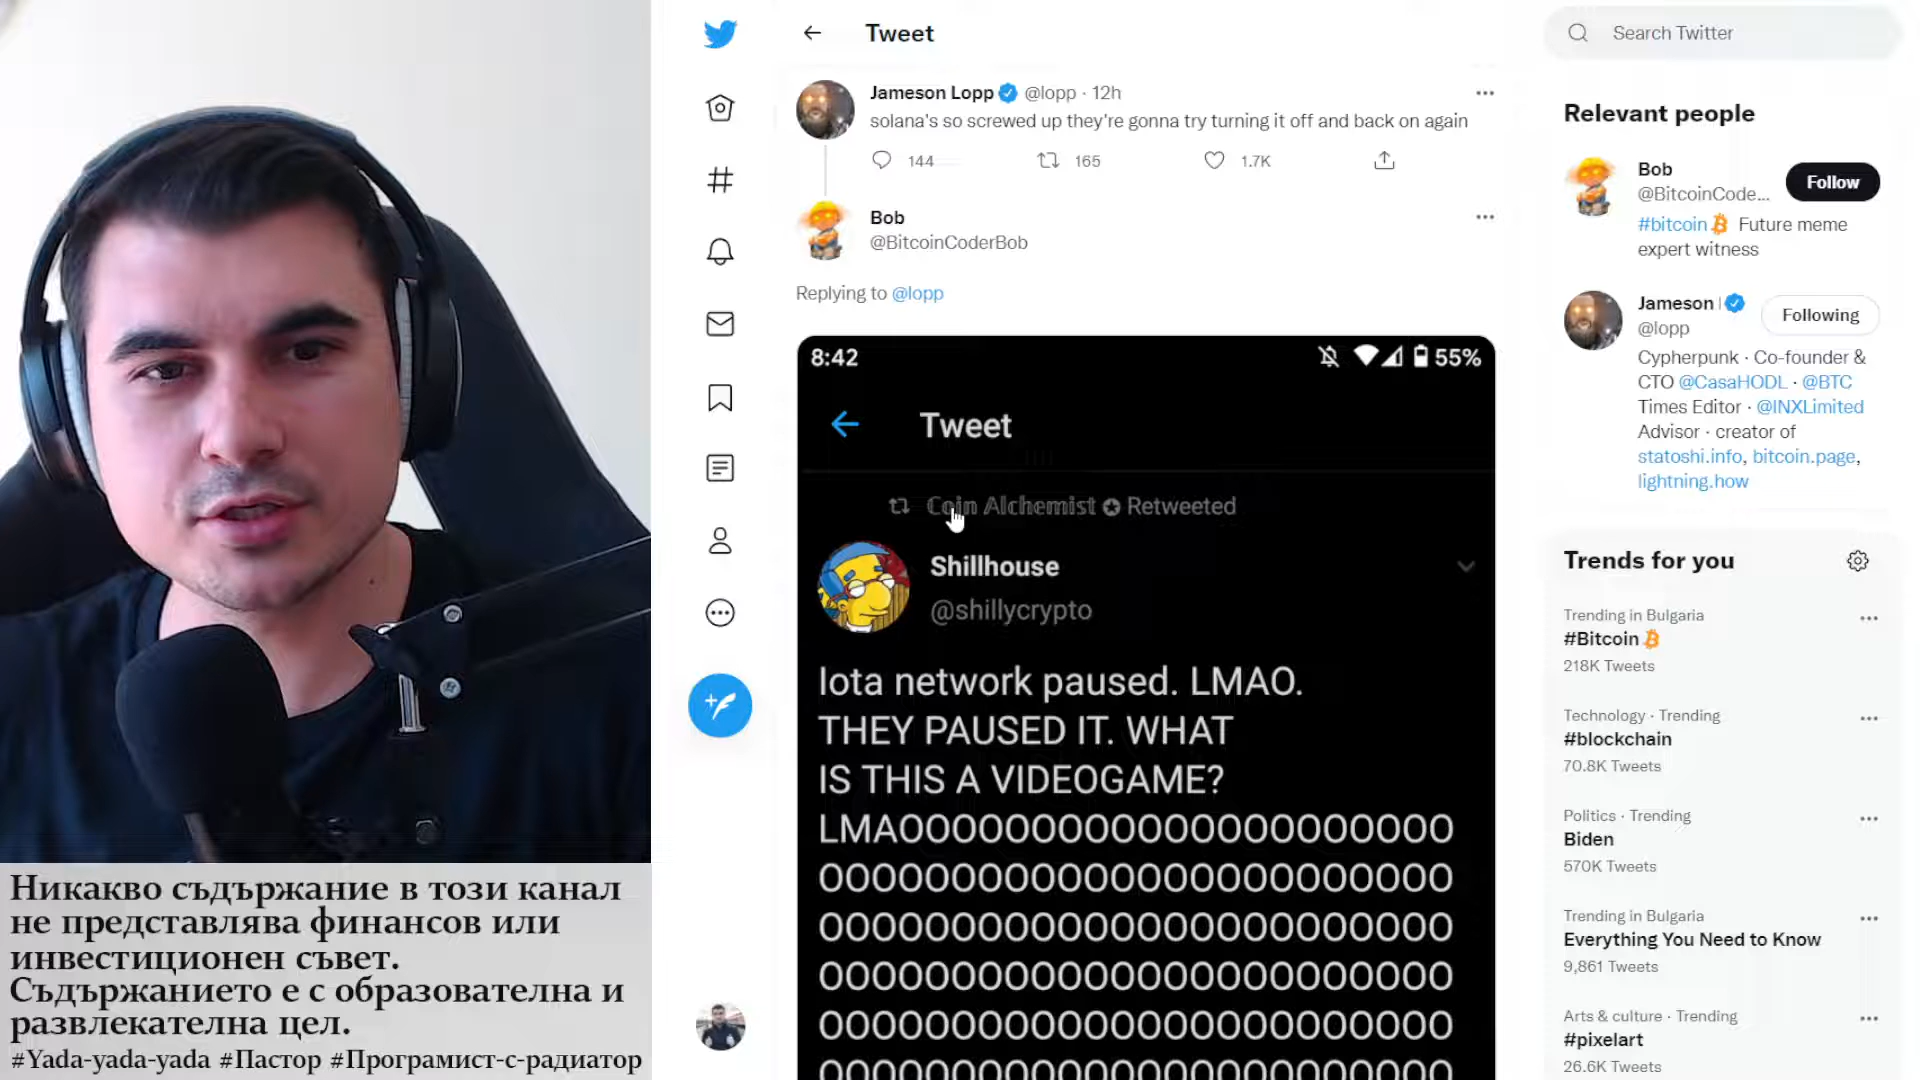 Tweet
Search Twitter
Jameson Lopp @lopp · 12h
solana's so screwed up they're gonna try turning it off and back on again
144 165 1.7K
Bob
@BitcoinCoderBob
Replying to @lopp
8:42 55%
Tweet
Coin Alchemist Retweeted
Shillhouse
@shillycrypto
Iota network paused. LMAO.
THEY PAUSED IT. WHAT
IS THIS A VIDEOGAME?
LMAOOOOOOOOOOOOOOOOOOOOOO
OOOOOOOOOOOOOOOOOOOOOOOO
OOOOOOOOOOOOOOOOOOOOOOOO
OOOOOOOOOOOOOOOOOOOOOOOO
OOOOOOOOOOOOOOOOOOOOOOOO
OOOOOOOOOOOOOOOOOOOOOOOO
Relevant people
Bob
@BitcoinCode...
Follow
#bitcoin Future meme
expert witness
Jameson
@lopp
Following
Cypherpunk · Co-founder &
CTO @CasaHODL · @BTC
Times Editor · @INXLimited
Advisor · creator of
statoshi.info, bitcoin.page,
lightning.how
Trends for you
Trending in Bulgaria
#Bitcoin
218K Tweets
Technology · Trending
#blockchain
70.8K Tweets
Politics · Trending
Biden
570K Tweets
Trending in Bulgaria
Everything You Need to Know
9,861 Tweets
Arts & culture · Trending
#pixelart
26.6K Tweets
Никакво съдържание в този канал
не представлява финансов или
инвестиционен съвет.
Съдържанието е с образователна и
развлекателна цел.
#Yada-yada-yada #Пастор #Програмист-с-радиатор